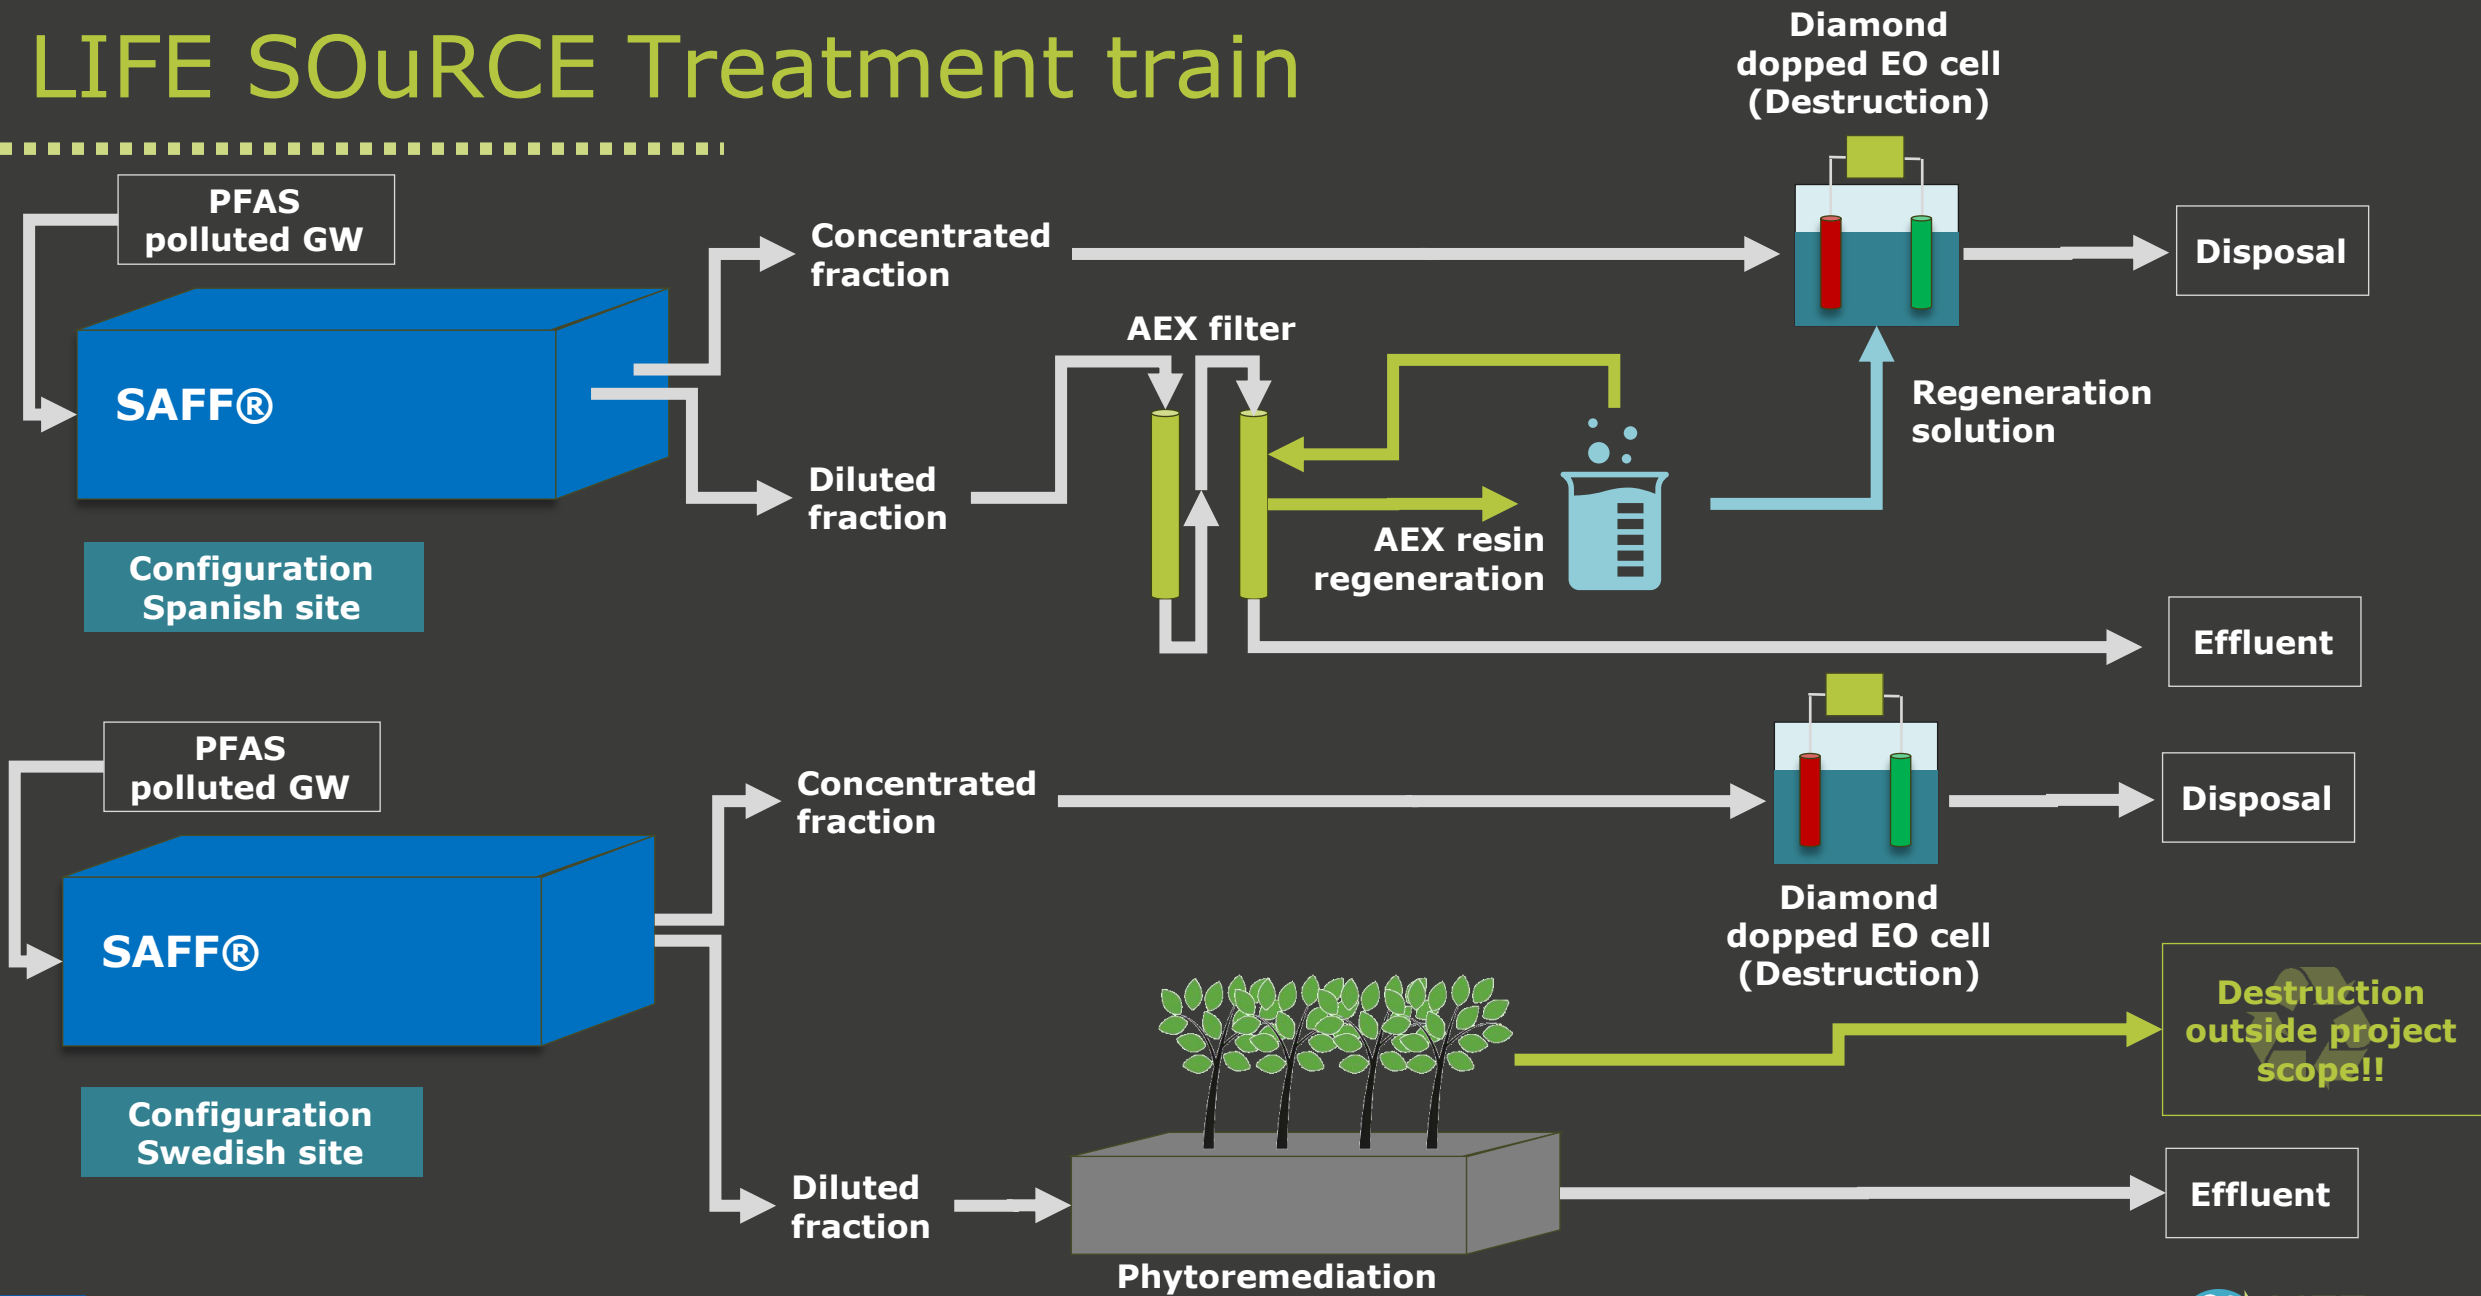 LIFE SOuRCE Treatment train
Diamond
dopped EO cell
(Destruction)
PFAS
polluted GW
Concentrated
fraction
Disposal
AEX filter
SAFF®
Regeneration
solution
Diluted
fraction
AEX resin
regeneration
Configuration
Spanish site
Effluent
PFAS
polluted GW
Concentrated
fraction
Disposal
SAFF®
Diamond
dopped EO cell
(Destruction)
Destruction
outside project
scope!!
Configuration
Swedish site
Diluted
fraction
Effluent
Phytoremediation